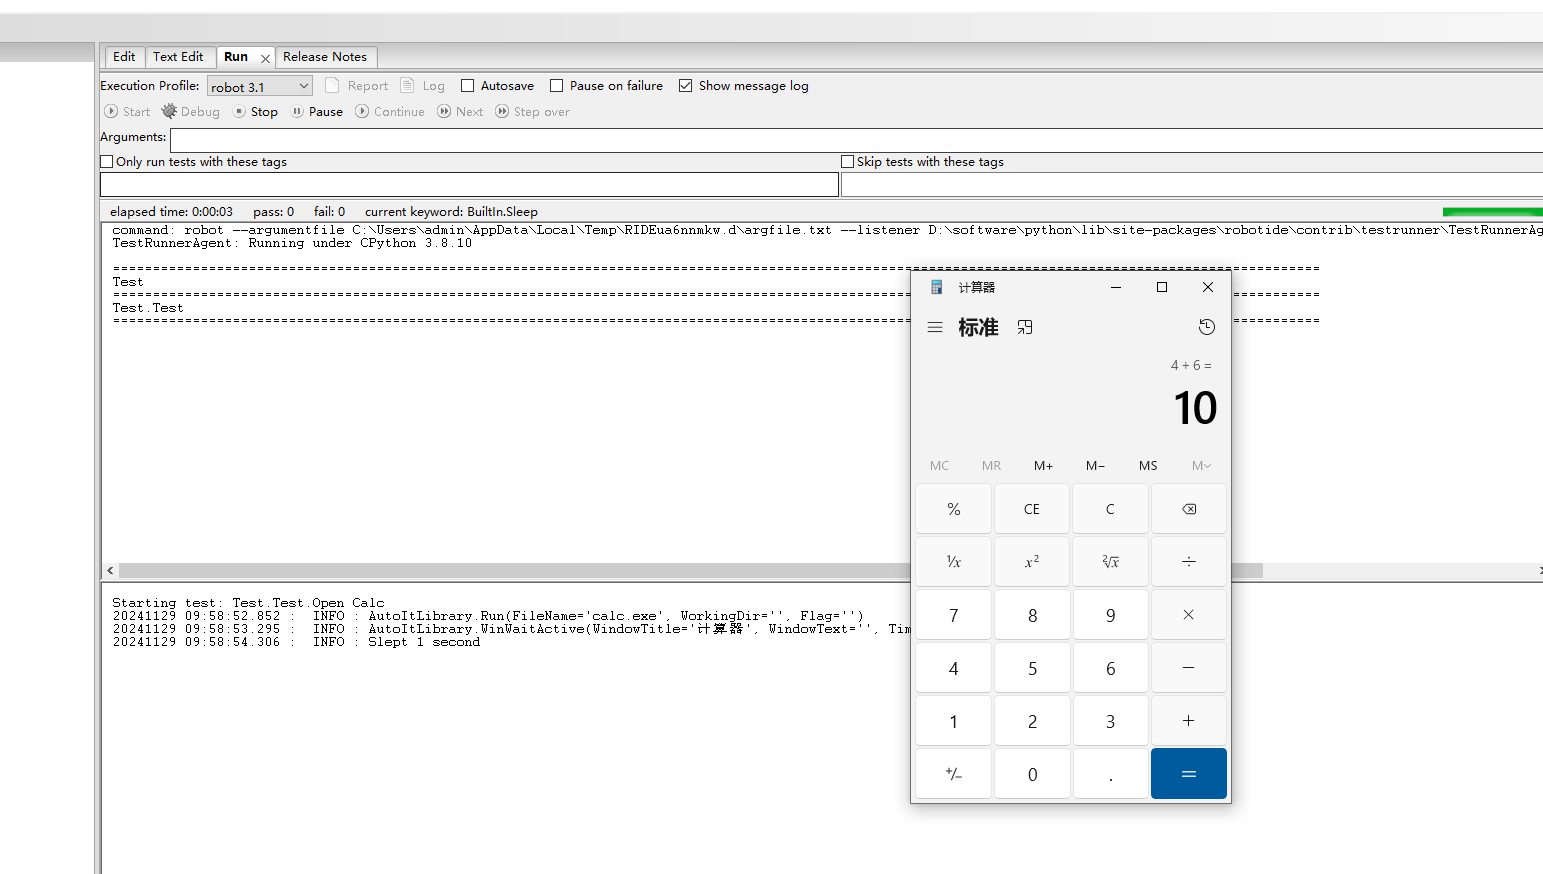 Edit Text Edit Run Release Notes
Execution Profile: robot 3.1 Report Log Autosave Pause on failure Show message log
Start Debug Stop Pause Continue Next Step over
Arguments:
Only run tests with these tags Skip tests with these tags
elapsed time: 0:00:03 pass: 0 fail: 0 current keyword: BuiltIn.Sleep
command: robot --argumentfile C:\Users\admin\AppData\Local\Temp\RIDEua6nnmkw.d\argfile.txt --listener D:\software\python\lib\site-packages\robotide\contrib\testrunner\TestRunnerAg
TestRunnerAgent: Running under CPython 3.8.10
Test
Test.Test
Starting test: Test.Test.Open Calc
20241129 09:58:52.852 : INFO : AutoItLibrary.Run(FileName='calc.exe', WorkingDir='', Flag='')
20241129 09:58:53.295 : INFO : AutoItLibrary.WinWaitActive(WindowTitle='计算器', WindowText='', Tim
20241129 09:58:54.306 : INFO : Slept 1 second
计算器
标准
4 + 6 =
10
MC MR M+ M− MS M
% CE C
¹/x x² ²√x ÷
7 8 9 ×
4 5 6 −
1 2 3 +
+/− 0 . =